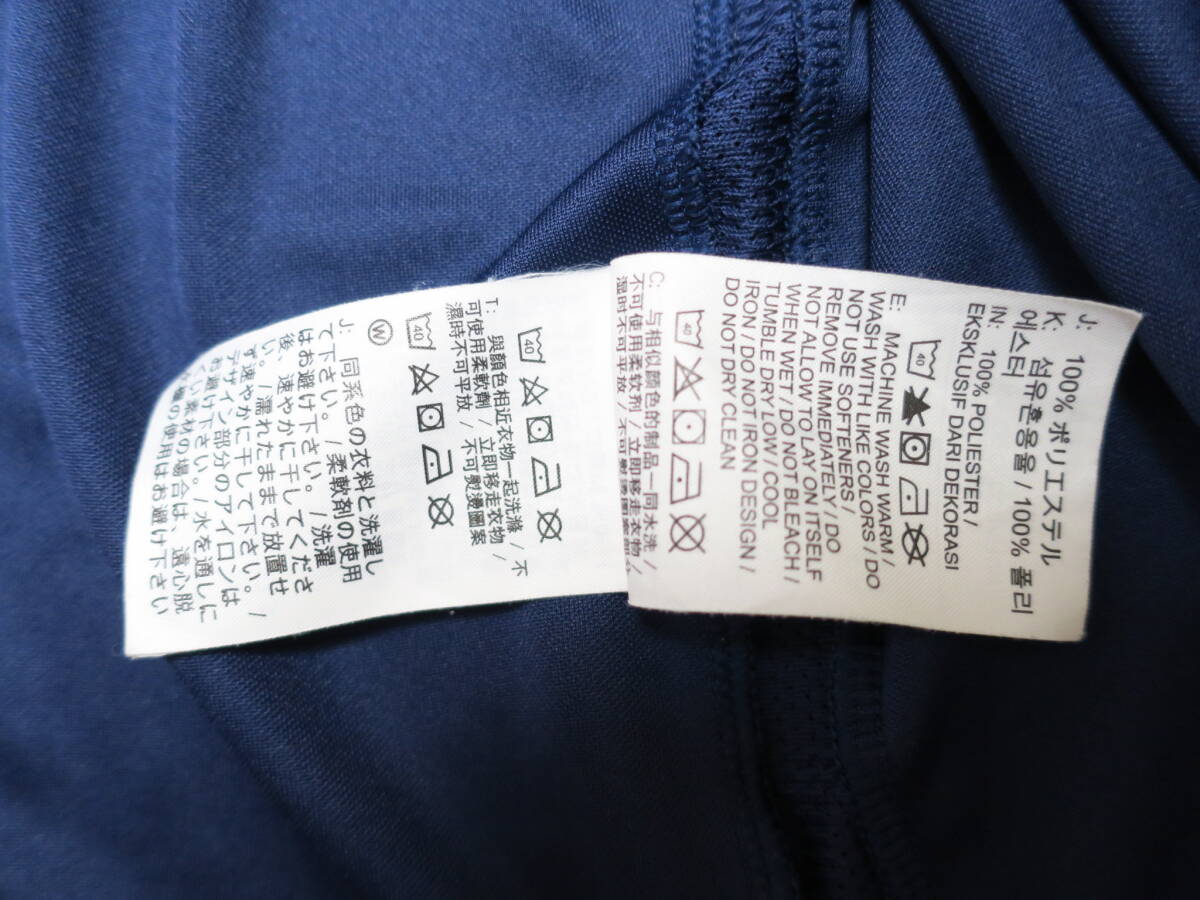 J: 100% ポリエステル
K: 섬유혼용율 / 100% 폴리
에스터
IN: 100% POLIESTER /
EKSKLUSIF DARI DEKORASI
40
E: MACHINE WASH WARM /
WASH WITH LIKE COLORS / DO
NOT USE SOFTENERS /
REMOVE IMMEDIATELY / DO
NOT ALLOW TO LAY ON ITSELF
WHEN WET / DO NOT BLEACH /
TUMBLE DRY LOW / COOL
IRON / DO NOT IRON DESIGN /
DO NOT DRY CLEAN
40
C: 与相似颜色的制品一同水洗 /
不可使用柔软剂 / 立即移走衣物 /
湿时不可平放 /
40
T: 與顏色相近衣物一起洗滌 / 不
可使用柔軟劑 / 立即移走衣物 /
濕時不可平放 / 不可熨燙圖案
40
W
J: 同系色の衣料と洗濯し
て下さい。/ 柔軟剤の使用
はお避け下さい。/ 洗濯
後、速やかに干してくださ
い。/ 濡れたままで放置せ
ず速やかに干して下さい。/
デザイン部分のアイロンは
お避け下さい。/ 水を通しに
くい素材の場合は、遠心脱
の使用はお避け下さい